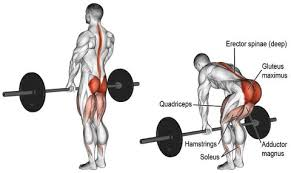 Erector spinae (deep)
Gluteus
maximus
Quadriceps
Hamstrings
Soleus
Adductor
magnus